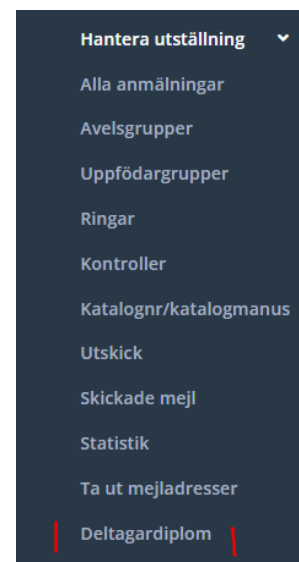 Hantera utställning
Alla anmälningar
Avelsgrupper
Uppfödargrupper
Ringar
Kontroller
Katalognr/katalogmanus
Utskick
Skickade mejl
Statistik
Ta ut mejladresser
Deltagardiplom